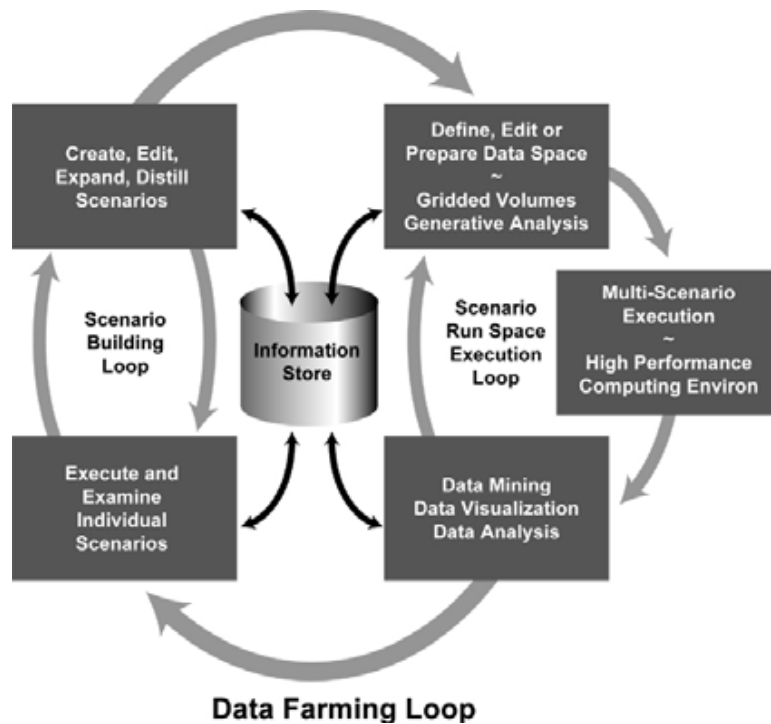 Create, Edit,
Expand, Distill
Scenarios
Define, Edit or
Prepare Data Space
~
Gridded Volumes
Generative Analysis
Scenario
Building
Loop
Information
Store
Scenario
Run Space
Execution
Loop
Multi-Scenario
Execution
~
High Performance
Computing Environ
Execute and
Examine
Individual
Scenarios
Data Mining
Data Visualization
Data Analysis
Data Farming Loop